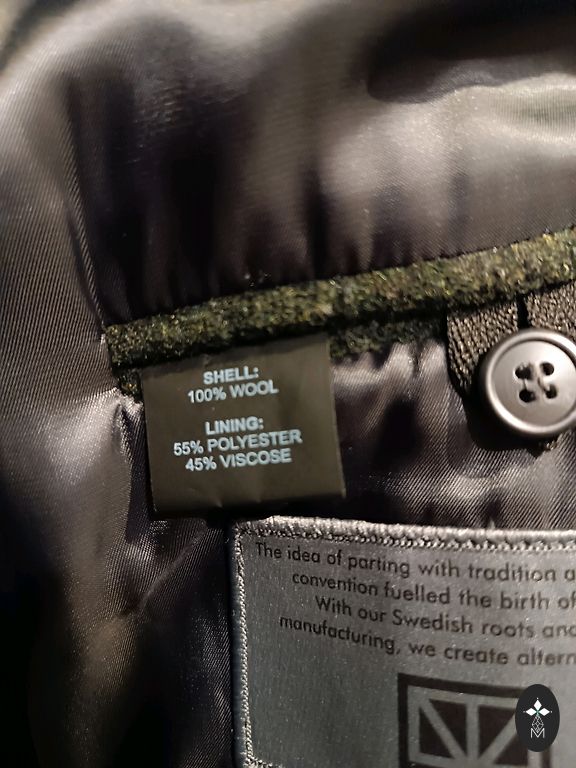 SHELL:
100% WOOL
LINING:
55% POLYESTER
45% VISCOSE
The idea of parting with tradition a
convention fuelled the birth of
With our Swedish roots and
manufacturing, we create altern
M